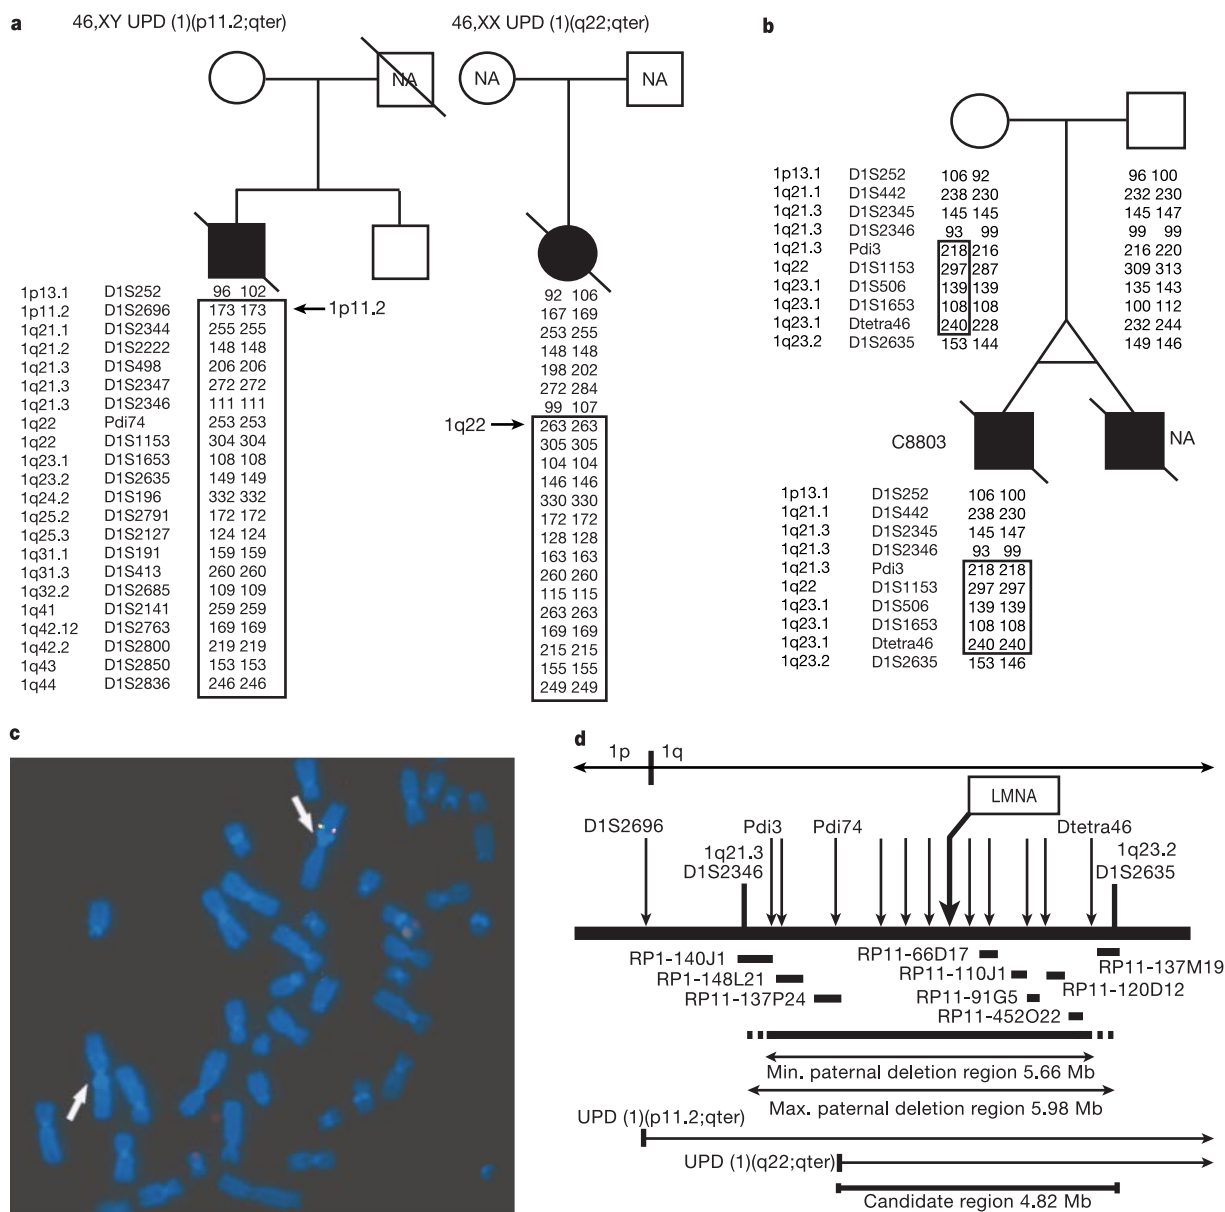 a
46,XY UPD (1)(p11.2;qter)
46,XX UPD (1)(q22;qter)
NA
NA
NA
1p13.1 D1S252 96 102
1p11.2 D1S2696 173 173
1q21.1 D1S2344 255 255
1q21.2 D1S2222 148 148
1q21.3 D1S498 206 206
1q21.3 D1S2347 272 272
1q21.3 D1S2346 111 111
1q22 Pdi74 253 253
1q22 D1S1153 304 304
1q23.1 D1S1653 108 108
1q23.2 D1S2635 149 149
1q24.2 D1S196 332 332
1q25.2 D1S2791 172 172
1q25.3 D1S2127 124 124
1q31.1 D1S191 159 159
1q31.3 D1S413 260 260
1q32.2 D1S2685 109 109
1q41 D1S2141 259 259
1q42.12 D1S2763 169 169
1q42.2 D1S2800 219 219
1q43 D1S2850 153 153
1q44 D1S2836 246 246
1p11.2
92 106
167 169
253 255
148 148
198 202
272 284
99 107
1q22
263 263
305 305
104 104
146 146
330 330
172 172
128 128
163 163
260 260
115 115
263 263
169 169
215 215
155 155
249 249
b
1p13.1 D1S252 106 92 96 100
1q21.1 D1S442 238 230 232 230
1q21.3 D1S2345 145 145 145 147
1q21.3 D1S2346 93 99 99 99
1q21.3 Pdi3 218 216 216 220
1q22 D1S1153 297 287 309 313
1q23.1 D1S506 139 139 135 143
1q23.1 D1S1653 108 108 100 112
1q23.1 Dtetra46 240 228 232 244
1q23.2 D1S2635 153 144 149 146
C8803
NA
1p13.1 D1S252 106 100
1q21.1 D1S442 238 230
1q21.3 D1S2345 145 147
1q21.3 D1S2346 93 99
1q21.3 Pdi3 218 218
1q22 D1S1153 297 297
1q23.1 D1S506 139 139
1q23.1 D1S1653 108 108
1q23.1 Dtetra46 240 240
1q23.2 D1S2635 153 146
c
d
1p 1q
LMNA
D1S2696 Pdi3 Pdi74 Dtetra46
1q21.3 1q23.2
D1S2346 D1S2635
RP1-140J1 RP11-66D17 RP11-137M19
RP1-148L21 RP11-110J1 RP11-120D12
RP11-137P24 RP11-91G5
RP11-452O22
Min. paternal deletion region 5.66 Mb
Max. paternal deletion region 5.98 Mb
UPD (1)(p11.2;qter)
UPD (1)(q22;qter)
Candidate region 4.82 Mb